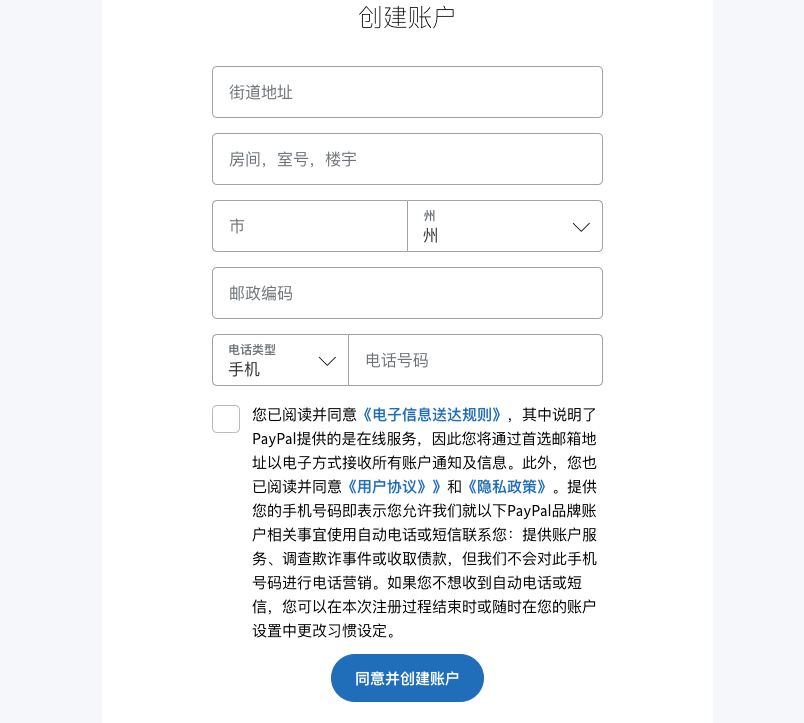 创建账户
街道地址
房间，室号，楼宇
市
州
州
邮政编码
电话类型
手机
电话号码
您已阅读并同意《电子信息送达规则》，其中说明了
PayPal提供的是在线服务，因此您将通过首选邮箱地
址以电子方式接收所有账户通知及信息。此外，您也
已阅读并同意《用户协议》》和《隐私政策》。提供
您的手机号码即表示您允许我们就以下PayPal品牌账
户相关事宜使用自动电话或短信联系您：提供账户服
务、调查欺诈事件或收取债款，但我们不会对此手机
号码进行电话营销。如果您不想收到自动电话或短
信，您可以在本次注册过程结束时或随时在您的账户
设置中更改习惯设定。
同意并创建账户